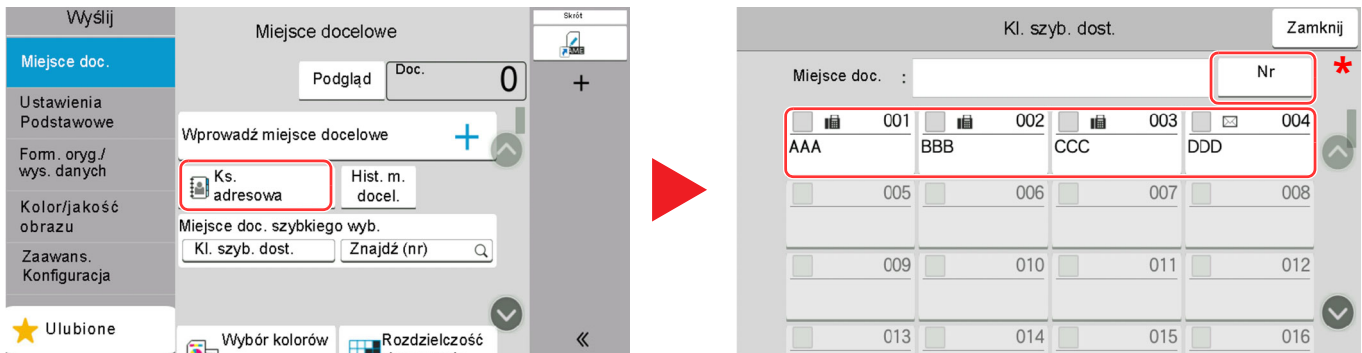 Wyślij
Miejsce doc.
Ustawienia
Podstawowe
Form. oryg./
wys. danych
Kolor/jakość
obrazu
Zaawans.
Konfiguracja
Ulubione
Miejsce docelowe
Podgląd
Doc.
0
Wprowadź miejsce docelowe
+
Ks.
adresowa
Hist. m.
docel.
Miejsce doc. szybkiego wyb.
Kl. szyb. dost.
Znajdź (nr)
Wybór kolorów
Rozdzielczość
Skrót
+
«
Kl. szyb. dost.
Zamknij
Miejsce doc. :
Nr
*
001 002 003 004
AAA BBB CCC DDD
005 006 007 008
009 010 011 012
013 014 015 016